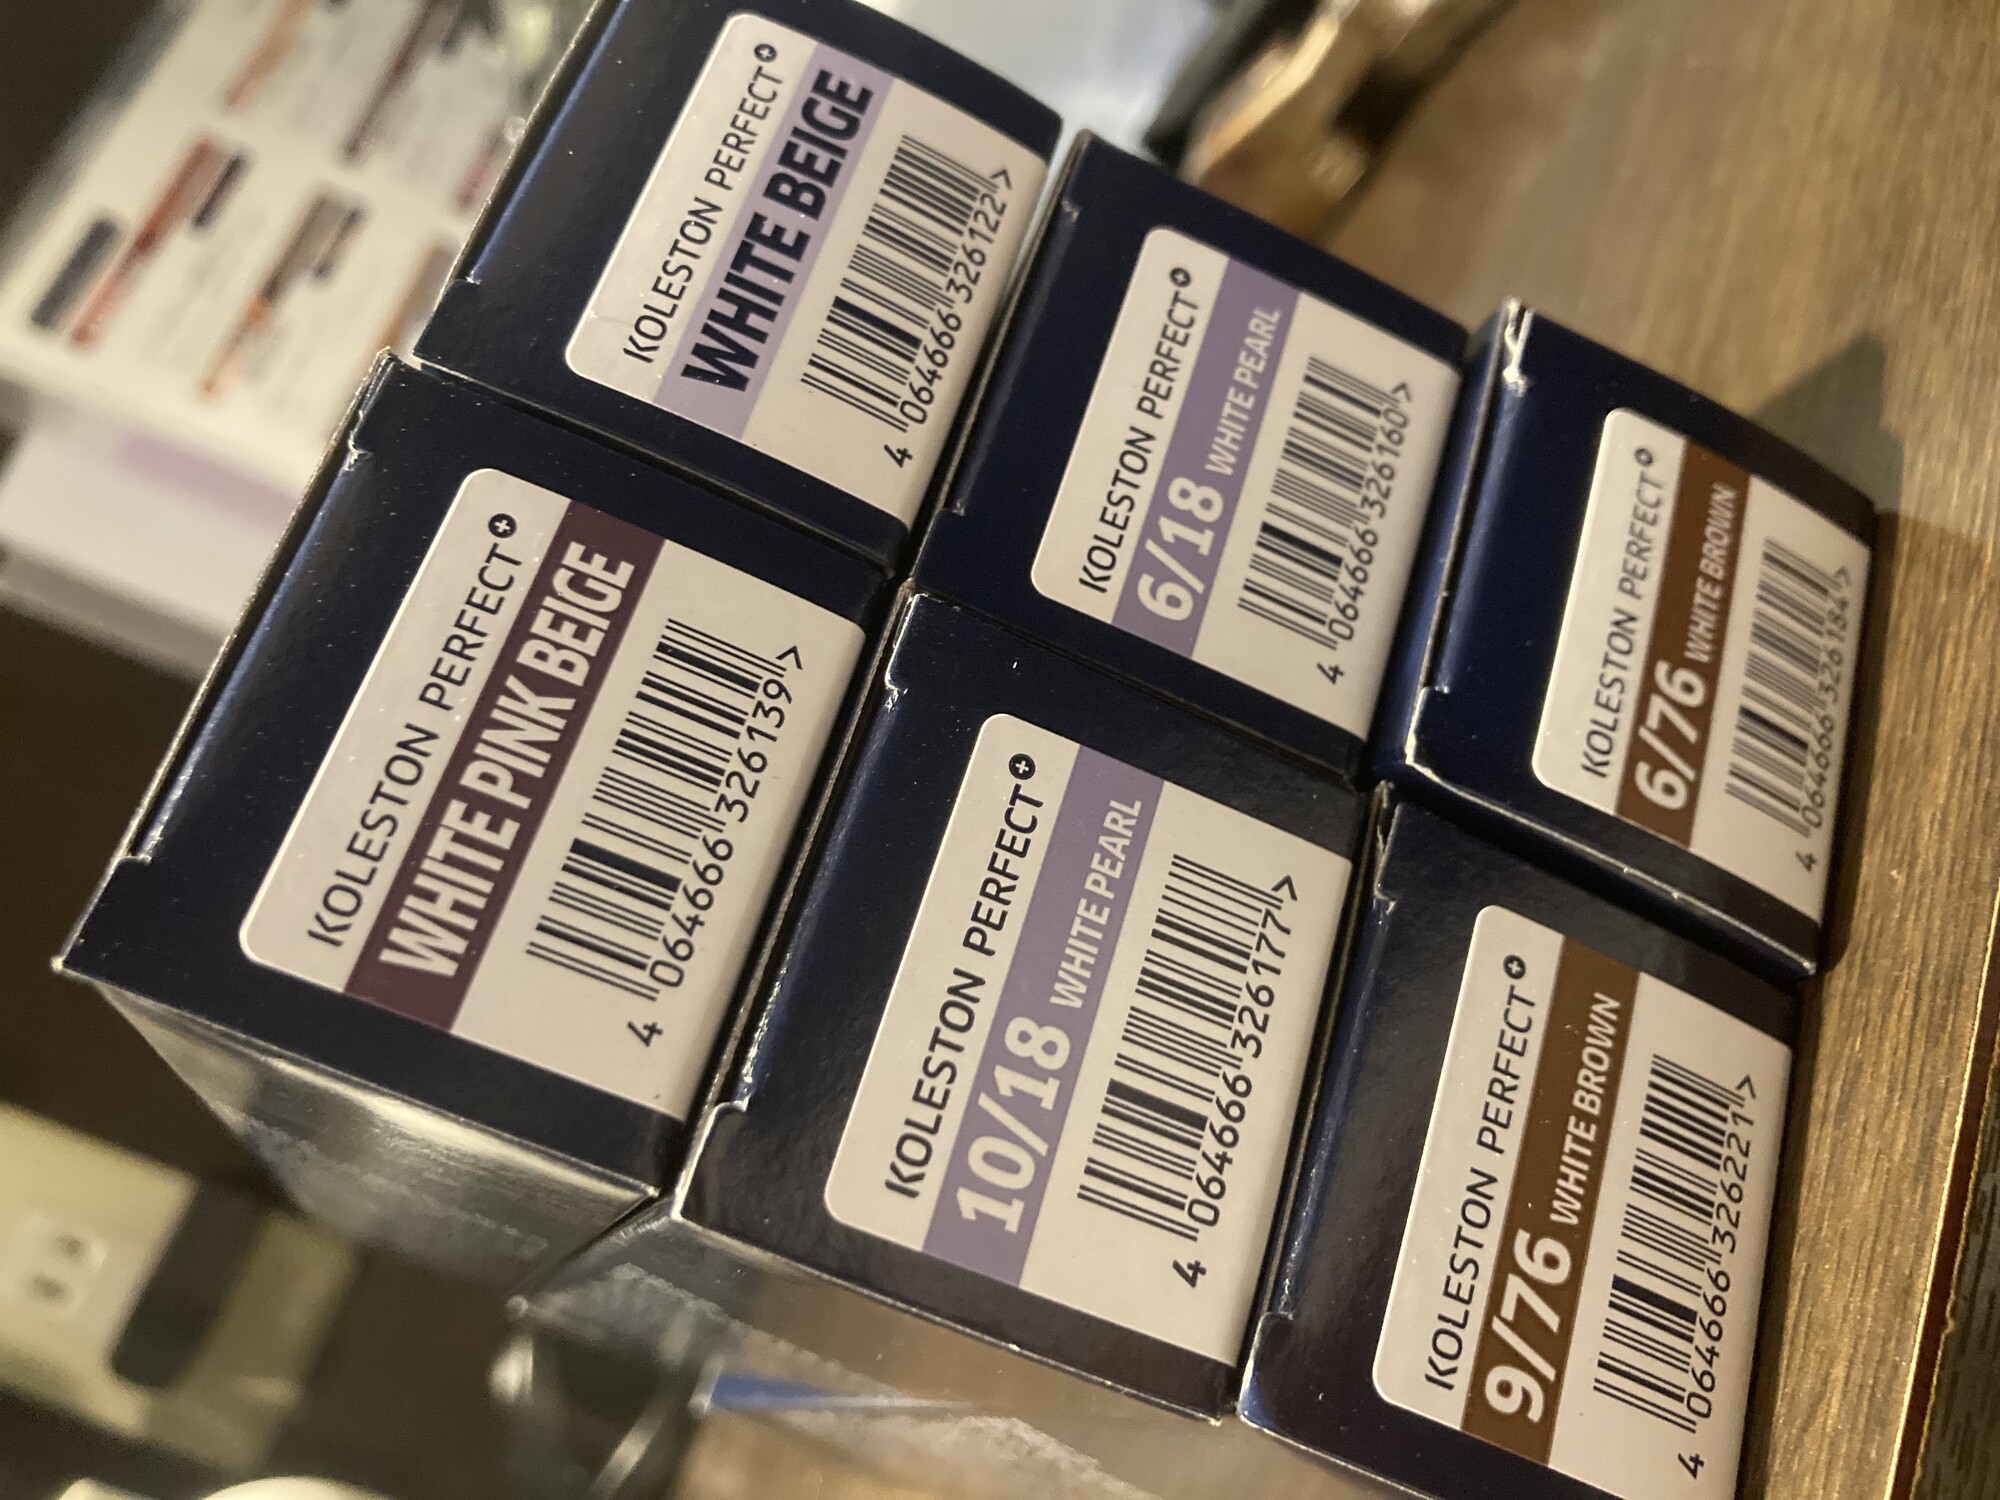 KOLESTON PERFECT+
WHITE BEIGE
4 064666 326122 >
KOLESTON PERFECT+
WHITE PINK BEIGE
4 064666 326139 >
KOLESTON PERFECT+
6/18 WHITE PEARL
4 064666 326160 >
KOLESTON PERFECT+
10/18 WHITE PEARL
4 064666 326177 >
KOLESTON PERFECT+
6/76 WHITE BROWN
4 064666 326184 >
KOLESTON PERFECT+
9/76 WHITE BROWN
4 064666 326221 >